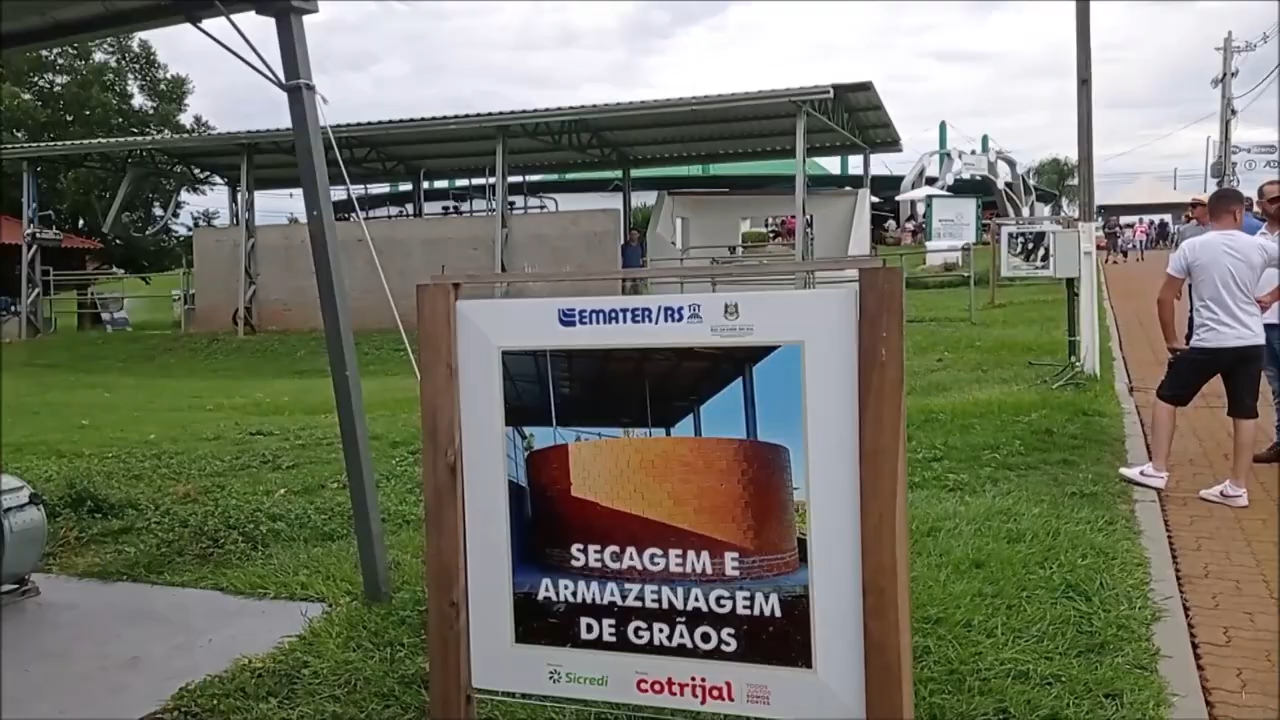 EMATER/RS
SECAGEM E
ARMAZENAGEM
DE GRÃOS
Sicredi
cotrijal
TODOS
JUNTOS
SOMOS
FORTES